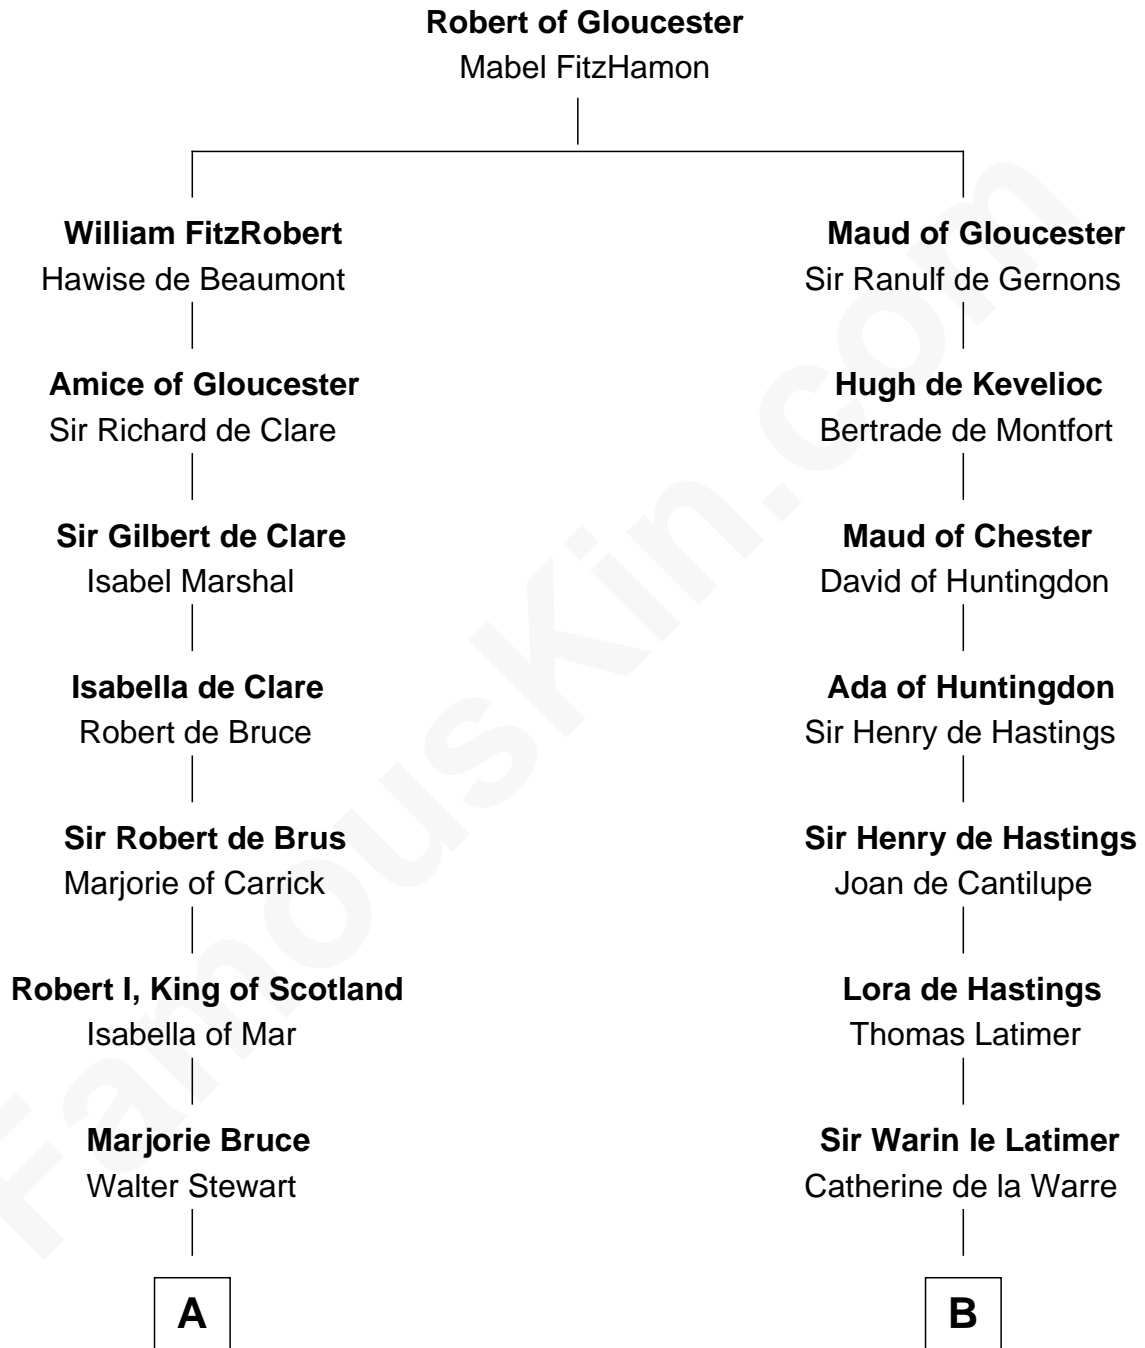 Robert of Gloucester
Mabel FitzHamon
William FitzRobert
Hawise de Beaumont
Maud of Gloucester
Sir Ranulf de Gernons
Amice of Gloucester
Sir Richard de Clare
Hugh de Kevelioc
Bertrade de Montfort
Sir Gilbert de Clare
Isabel Marshal
Maud of Chester
David of Huntingdon
Isabella de Clare
Robert de Bruce
Ada of Huntingdon
Sir Henry de Hastings
Sir Robert de Brus
Marjorie of Carrick
Sir Henry de Hastings
Joan de Cantilupe
Robert I, King of Scotland
Isabella of Mar
Lora de Hastings
Thomas Latimer
Marjorie Bruce
Walter Stewart
Sir Warin le Latimer
Catherine de la Warre
A
B
FamousKin.com